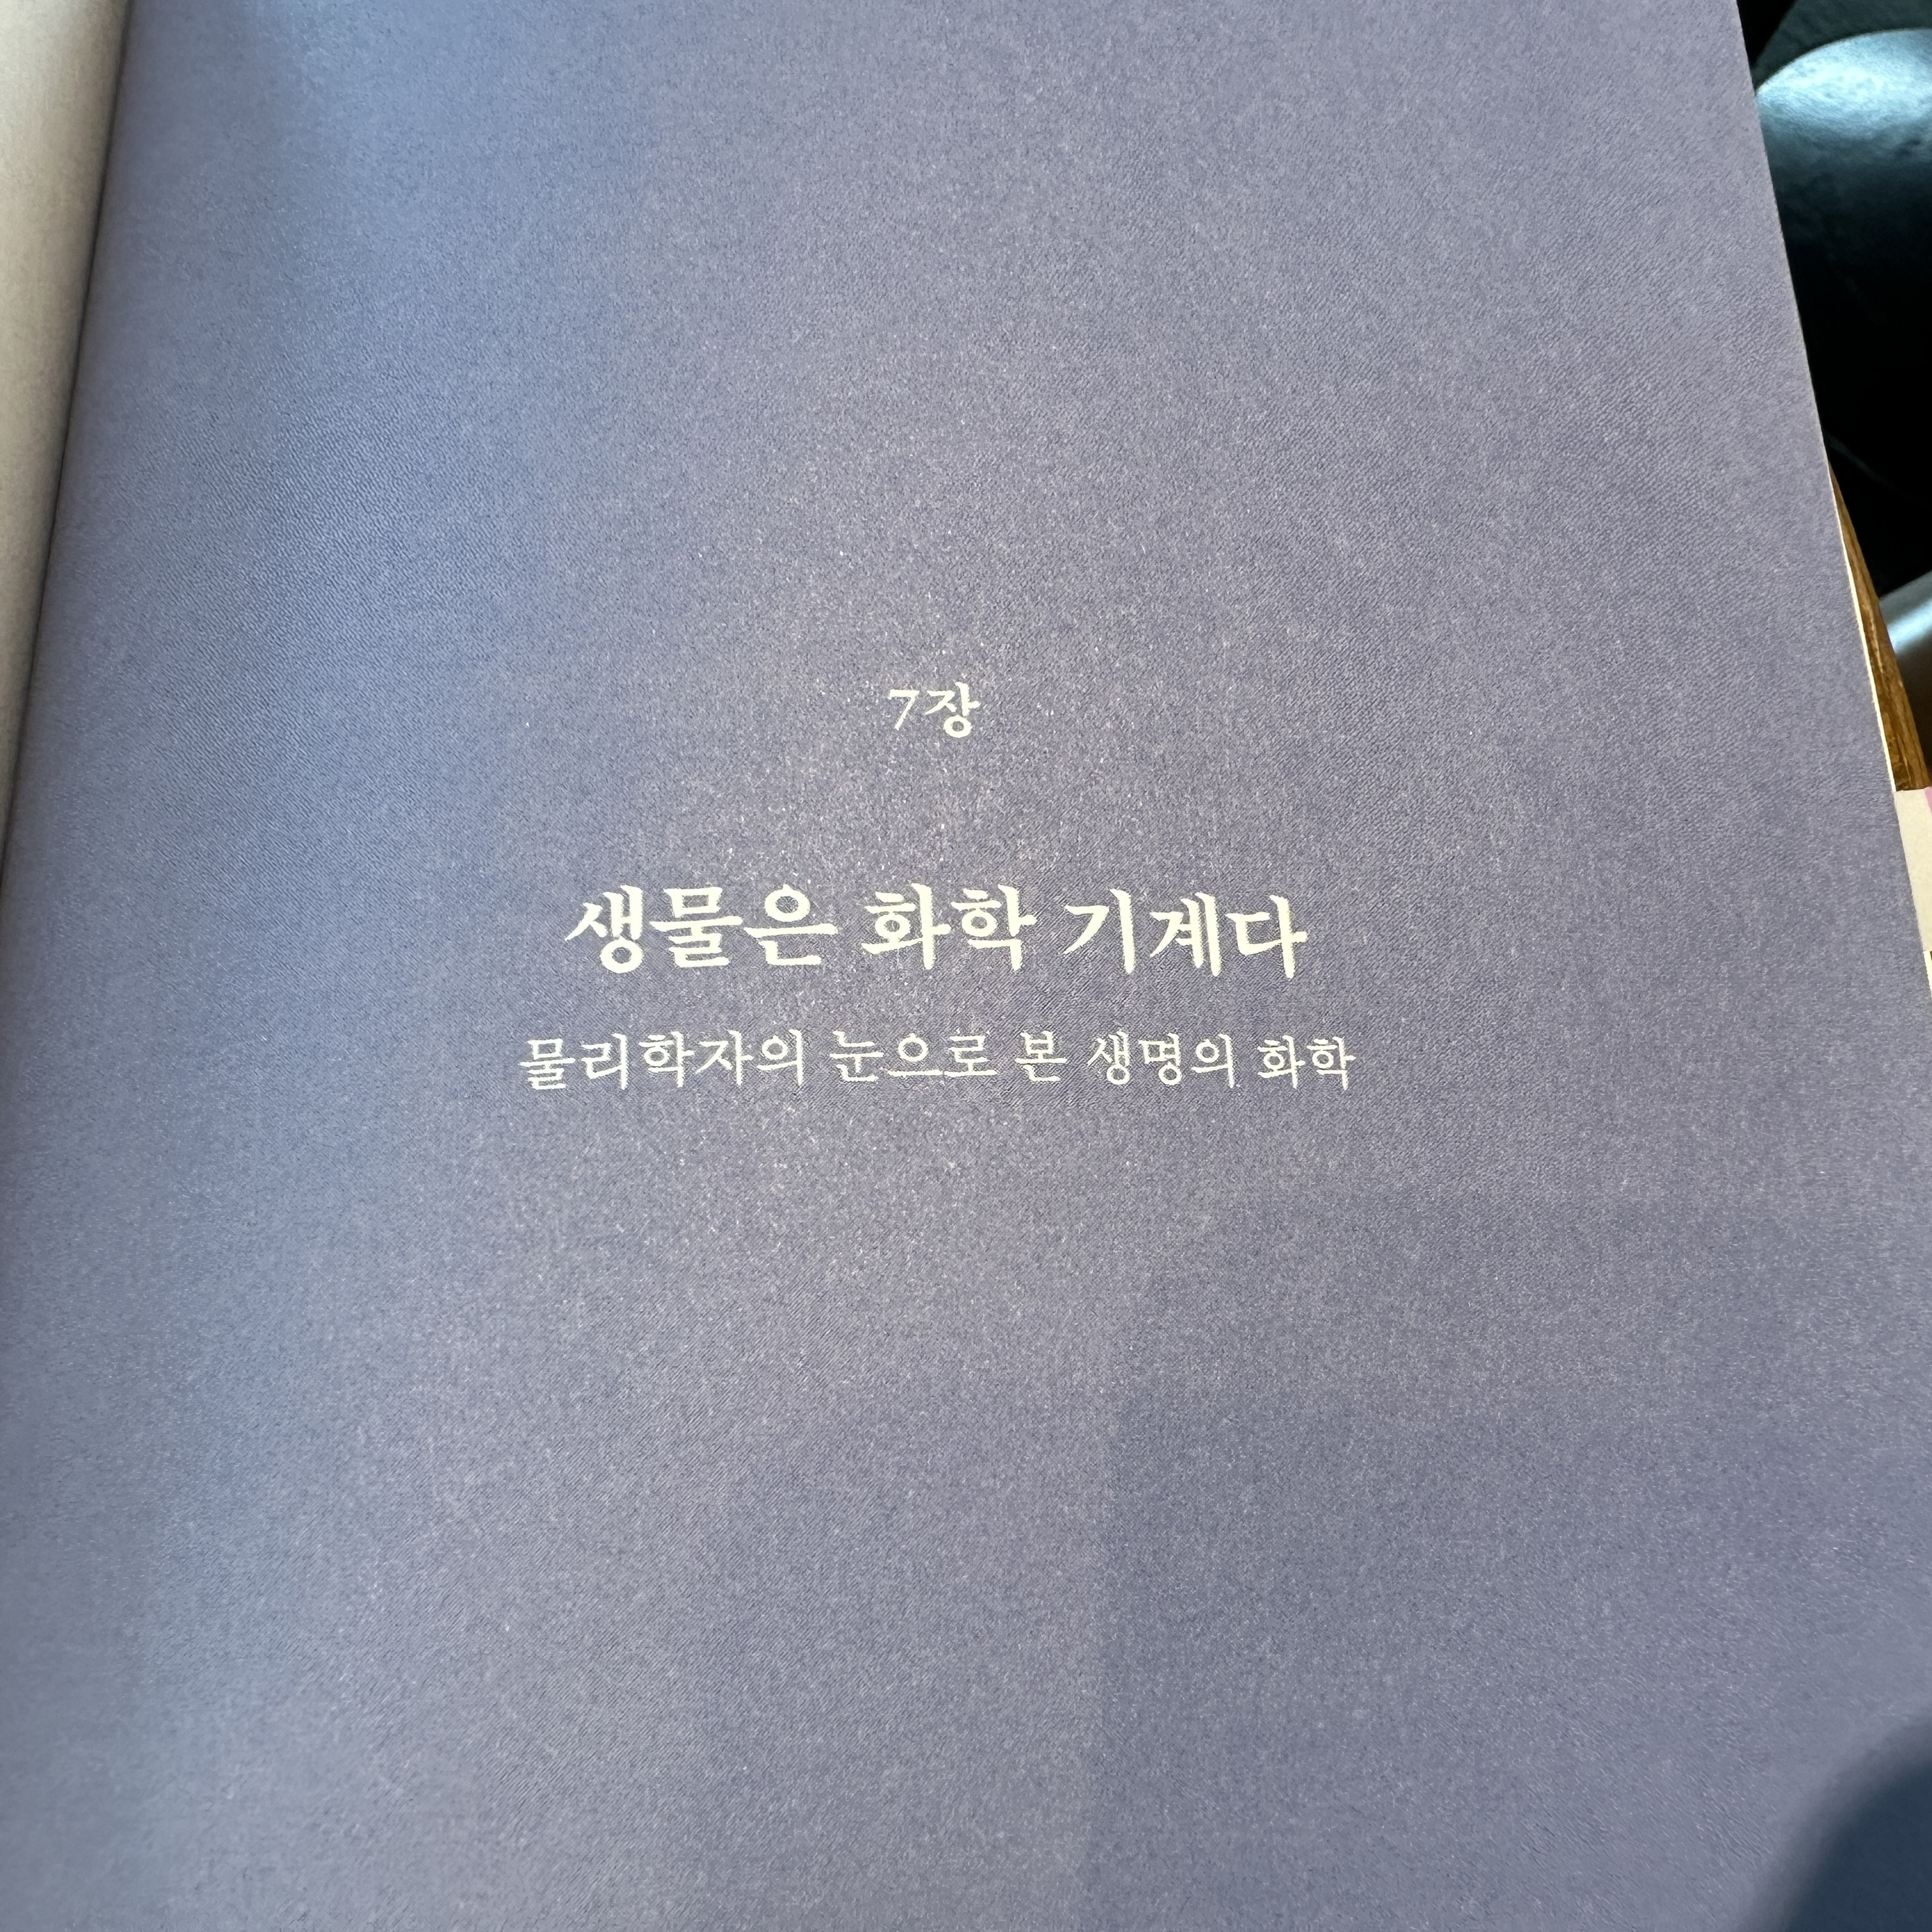 7장
생물은 화학 기계다
물리학자의 눈으로 본 생명의 화학